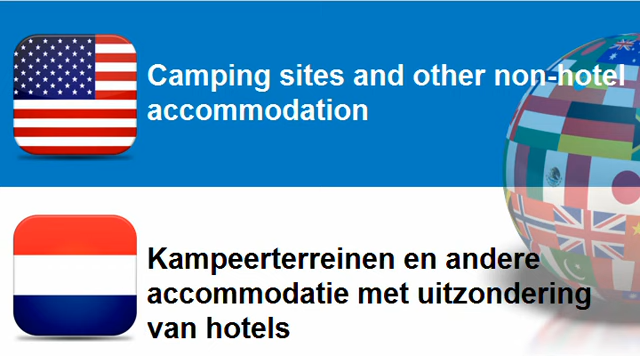 Camping sites and other non-hotel
accommodation
Kampeerterreinen en andere
accommodatie met uitzondering
van hotels